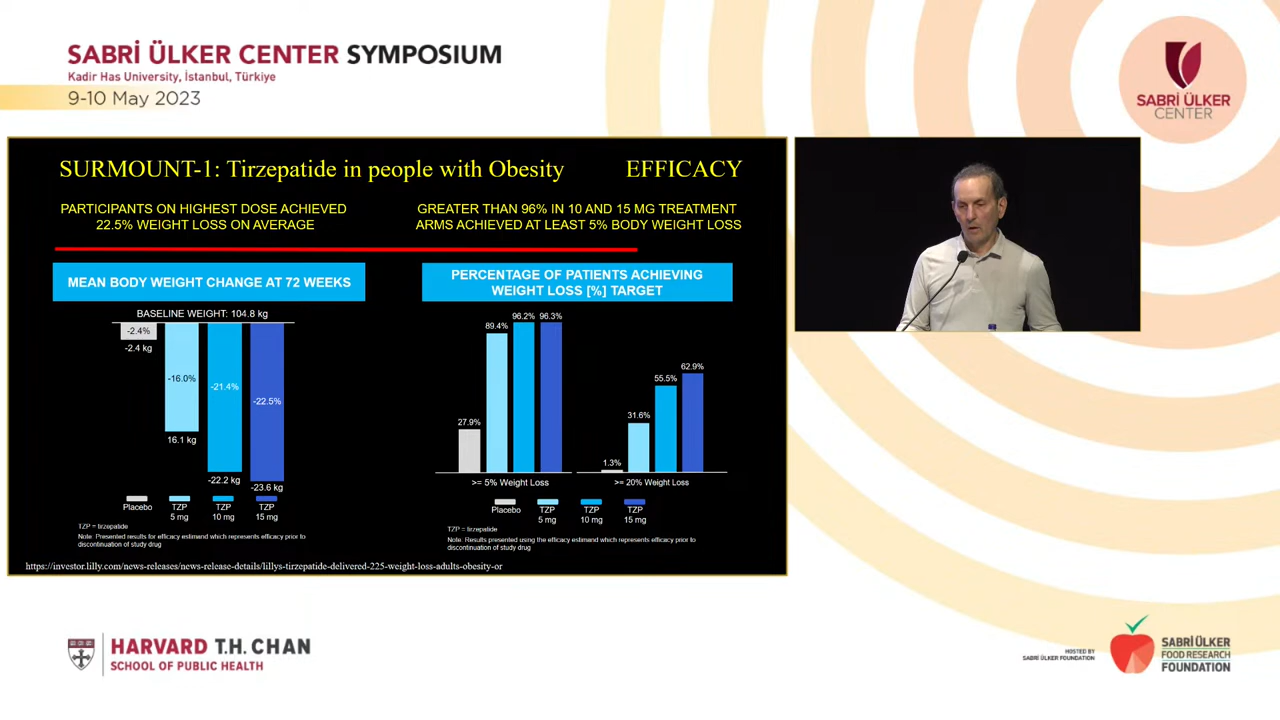 SABRİ ÜLKER CENTER SYMPOSIUM
Kadir Has University, İstanbul, Türkiye
9-10 May 2023
SABRİ ÜLKER
CENTER
SURMOUNT-1: Tirzepatide in people with Obesity EFFICACY
PARTICIPANTS ON HIGHEST DOSE ACHIEVED
22.5% WEIGHT LOSS ON AVERAGE
GREATER THAN 96% IN 10 AND 15 MG TREATMENT
ARMS ACHIEVED AT LEAST 5% BODY WEIGHT LOSS
MEAN BODY WEIGHT CHANGE AT 72 WEEKS
BASELINE WEIGHT: 104.8 kg
-2.4%
-2.4 kg
-16.0%
16.1 kg
-21.4%
-22.2 kg
-22.5%
-23.6 kg
Placebo
TZP
5 mg
TZP
10 mg
TZP
15 mg
TZP = tirzepatide
Note: Presented results for efficacy estimand which represents efficacy prior to
discontinuation of study drug
PERCENTAGE OF PATIENTS ACHIEVING
WEIGHT LOSS [%] TARGET
27.9%
89.4%
96.2%
96.3%
1.3%
31.6%
55.5%
62.9%
>= 5% Weight Loss
>= 20% Weight Loss
Placebo
TZP
5 mg
TZP
10 mg
TZP
15 mg
TZP = tirzepatide
Note: Results presented using the efficacy estimand which represents efficacy prior to
discontinuation of study drug
https://investor.lilly.com/news-releases/news-release-details/lillys-tirzepatide-delivered-225-weight-loss-adults-obesity-or
HARVARD T.H. CHAN
SCHOOL OF PUBLIC HEALTH
HOSTED BY
SABRİ ÜLKER FOUNDATION
SABRİ ÜLKER
FOOD RESEARCH
FOUNDATION